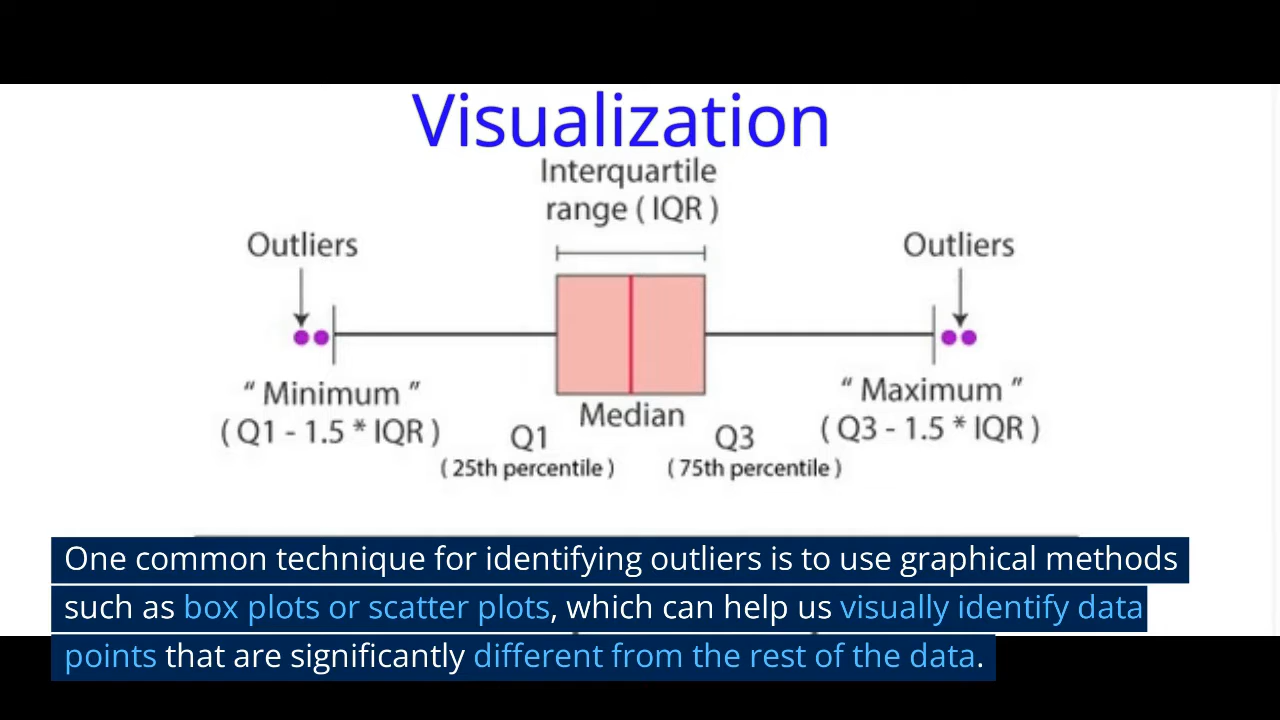 Visualization
Interquartile
range ( IQR )
Outliers
Outliers
“ Minimum ”
( Q1 - 1.5 * IQR )
Median
Q1
( 25th percentile )
Q3
( 75th percentile )
“ Maximum ”
( Q3 - 1.5 * IQR )
One common technique for identifying outliers is to use graphical methods
such as box plots or scatter plots, which can help us visually identify data
points that are significantly different from the rest of the data.